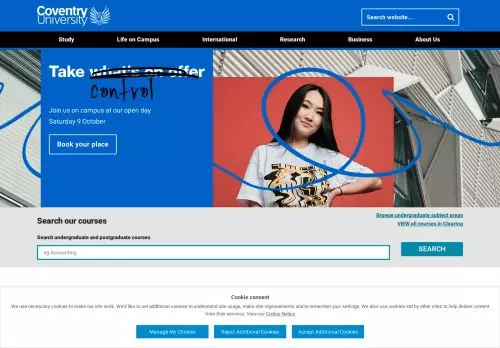 Coventry
University
Search website...
Study
Life on Campus
International
Research
Business
About Us
Take what's on offer
control
Join us on campus at our open day
Saturday 9 October
Book your place
Search our courses
Browse undergraduate subject areas
VIEW all courses in Clearing
Search undergraduate and postgraduate courses
eg Accounting
SEARCH
Cookie consent
We use necessary cookies to make our site work. We'd like to set additional cookies to understand site usage, make site improvements and to remember your settings. We also use cookies set by other sites to help deliver content
from their services. View our Cookie Notice
Manage My Choices
Reject Additional Cookies
Accept Additional Cookies